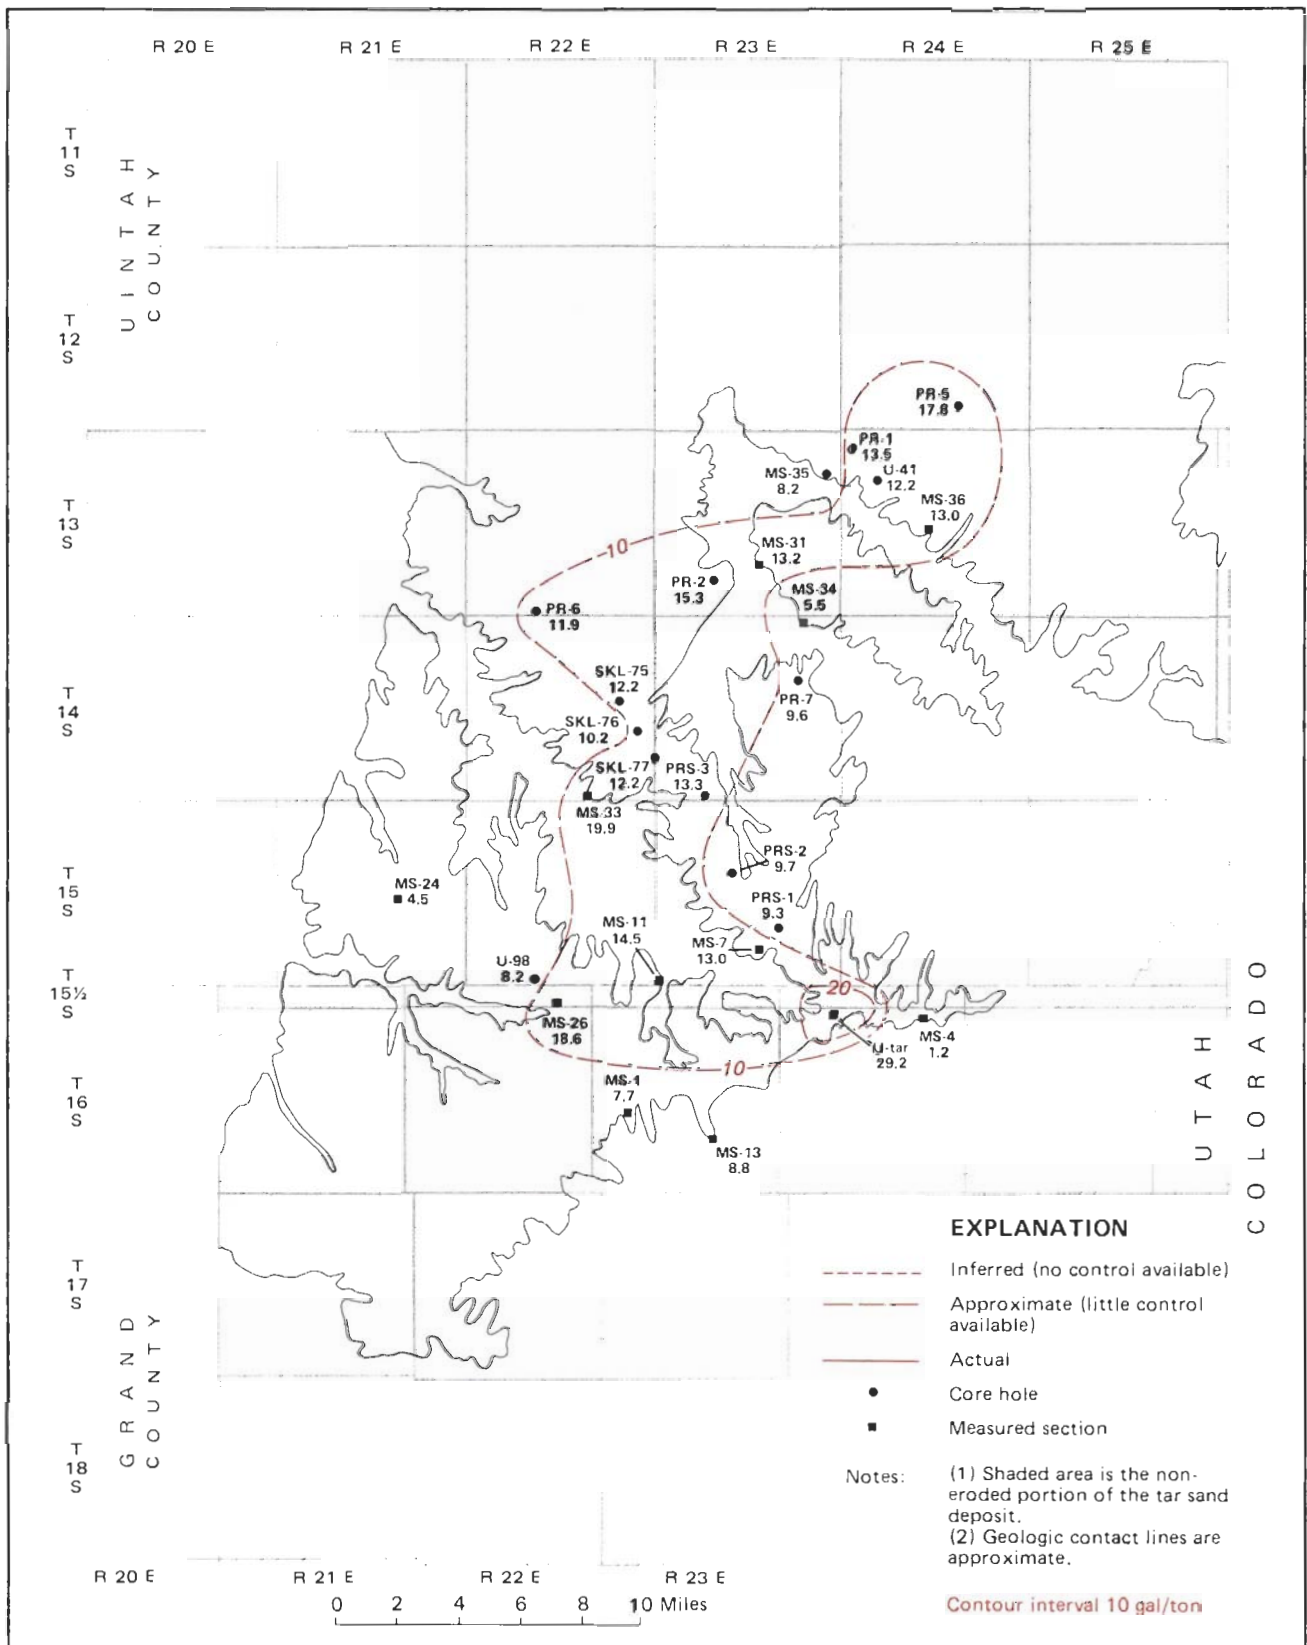 R 20 E R 21 E R 22 E R 23 E R 24 E R 25 E
T
11
S
UINTAH
COUNTY
T
12
S
PR-5
17.8
PR-1
13.5
MS-35
8.2
U-41
12.2
MS-36
13.0
T
13
S
10
MS-31
13.2
PR-2
15.3
MS-34
5.5
PR-6
11.9
SKL-75
12.2
PR-7
9.6
T
14
S
SKL-76
10.2
SKL-77
12.2
PRS-3
13.3
MS-33
19.9
PRS-2
9.7
T
15
S
MS-24
4.5
PRS-1
9.3
MS-11
14.5
MS-7
13.0
U-98
8.2
T
15½
S
20
MS-26
18.6
U-tar
29.2
MS-4
1.2
10
T
16
S
MS-1
7.7
MS-13
8.8
UTAH
COLORADO
T
17
S
GRAND
COUNTY
T
18
S
EXPLANATION
Inferred (no control available)
Approximate (little control
available)
Actual
Core hole
Measured section
Notes: (1) Shaded area is the non-
eroded portion of the tar sand
deposit.
(2) Geologic contact lines are
approximate.
Contour interval 10 gal/ton
R 20 E R 21 E R 22 E R 23 E
0 2 4 6 8 10 Miles